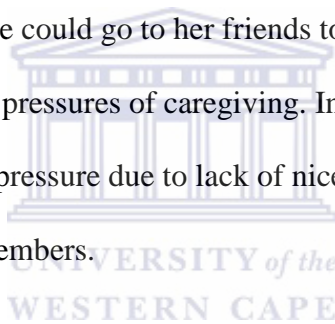 e could go to her friends to
pressures of caregiving. In
pressure due to lack of nice
embers.
UNIVERSITY of the
WESTERN CAPE